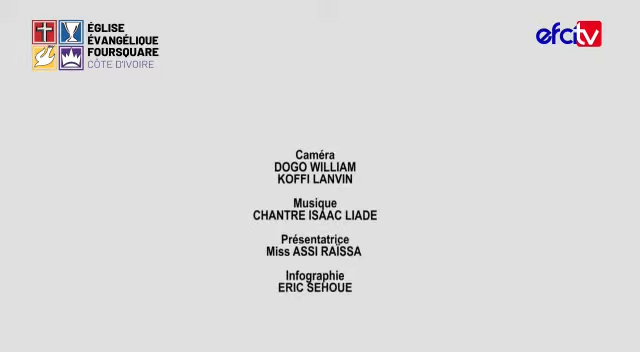 ÉGLISE
ÉVANGÉLIQUE
FOURSQUARE
CÔTE D'IVOIRE
efcitv
Caméra
DOGO WILLIAM
KOFFI LANVIN
Musique
CHANTRE ISAAC LIADE
Présentatrice
Miss ASSI RAÏSSA
Infographie
ERIC SEHOUE